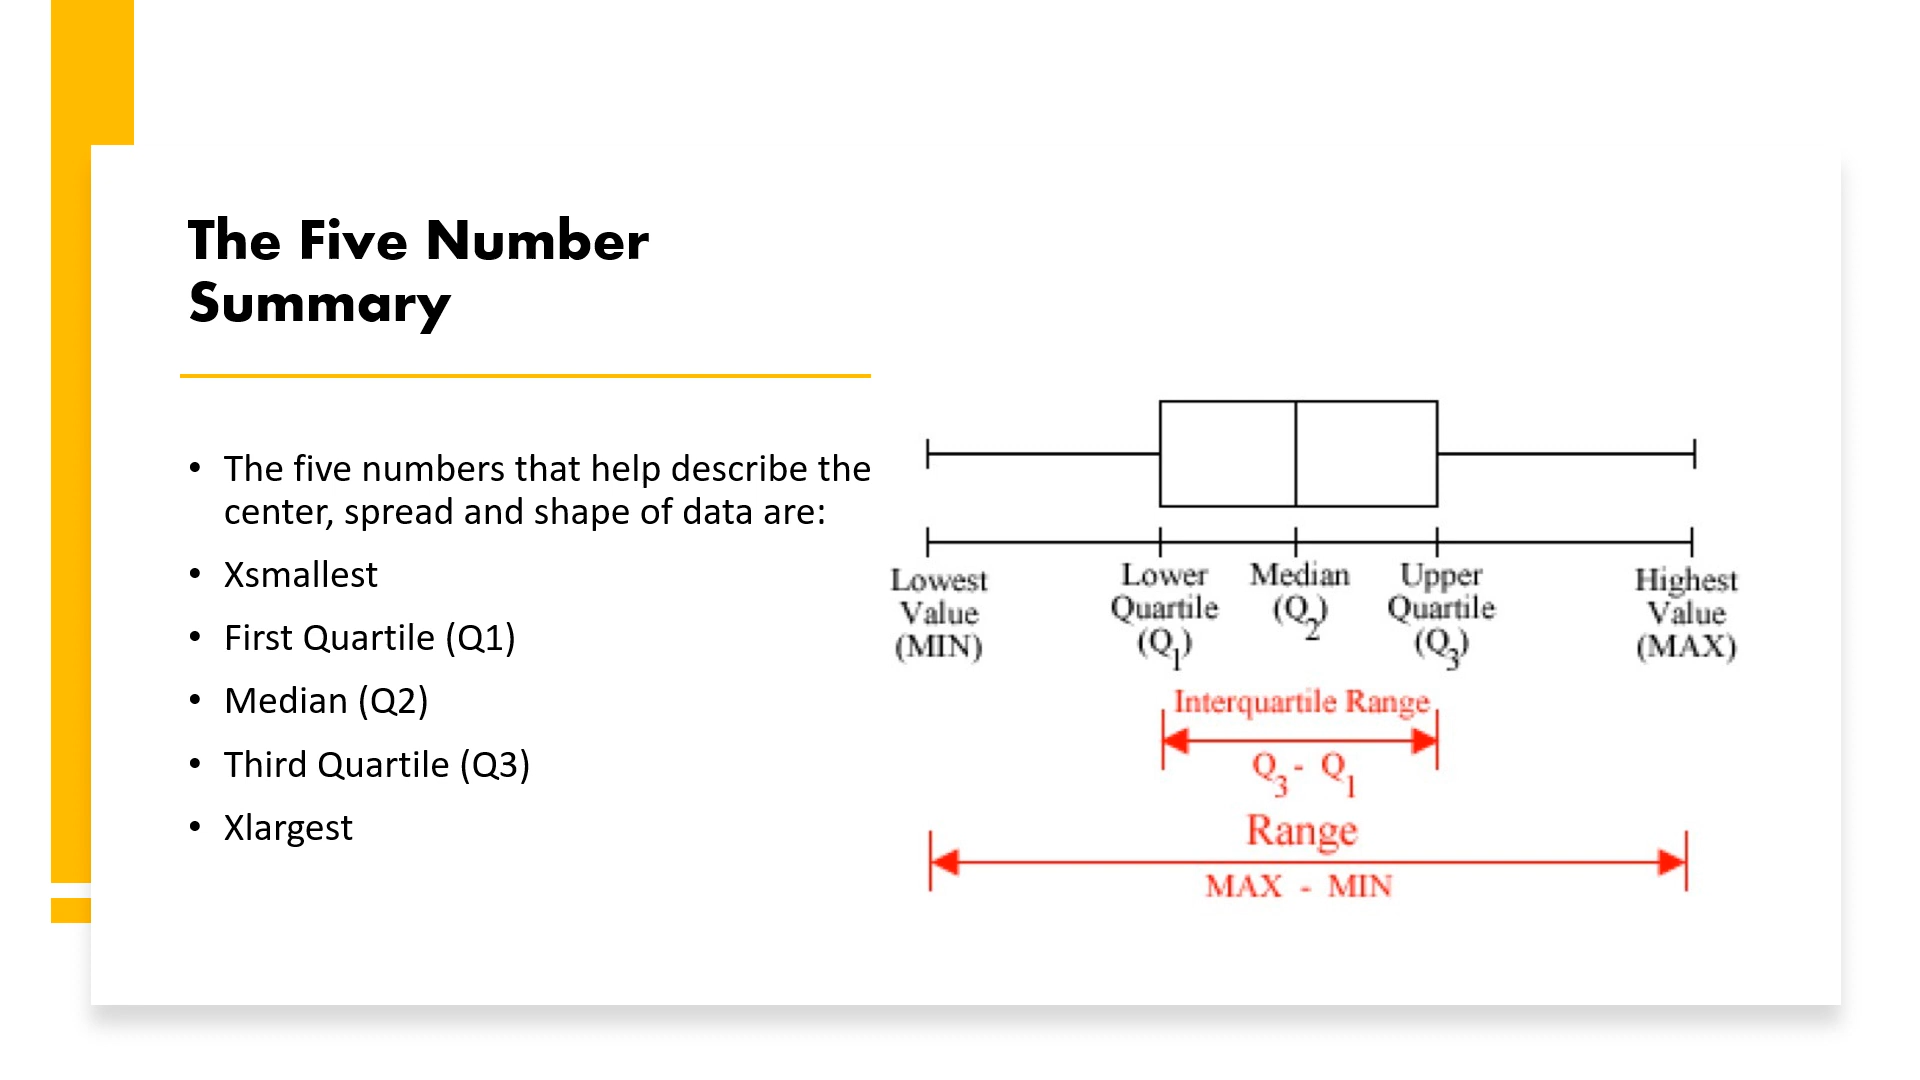 The Five Number
Summary
• The five numbers that help describe the
center, spread and shape of data are:
• Xsmallest
• First Quartile (Q1)
• Median (Q2)
• Third Quartile (Q3)
• Xlargest
Lowest
Value
(MIN)
Lower
Quartile
(Q1)
Median
(Q2)
Upper
Quartile
(Q3)
Highest
Value
(MAX)
Interquartile Range
Q3 - Q1
Range
MAX - MIN